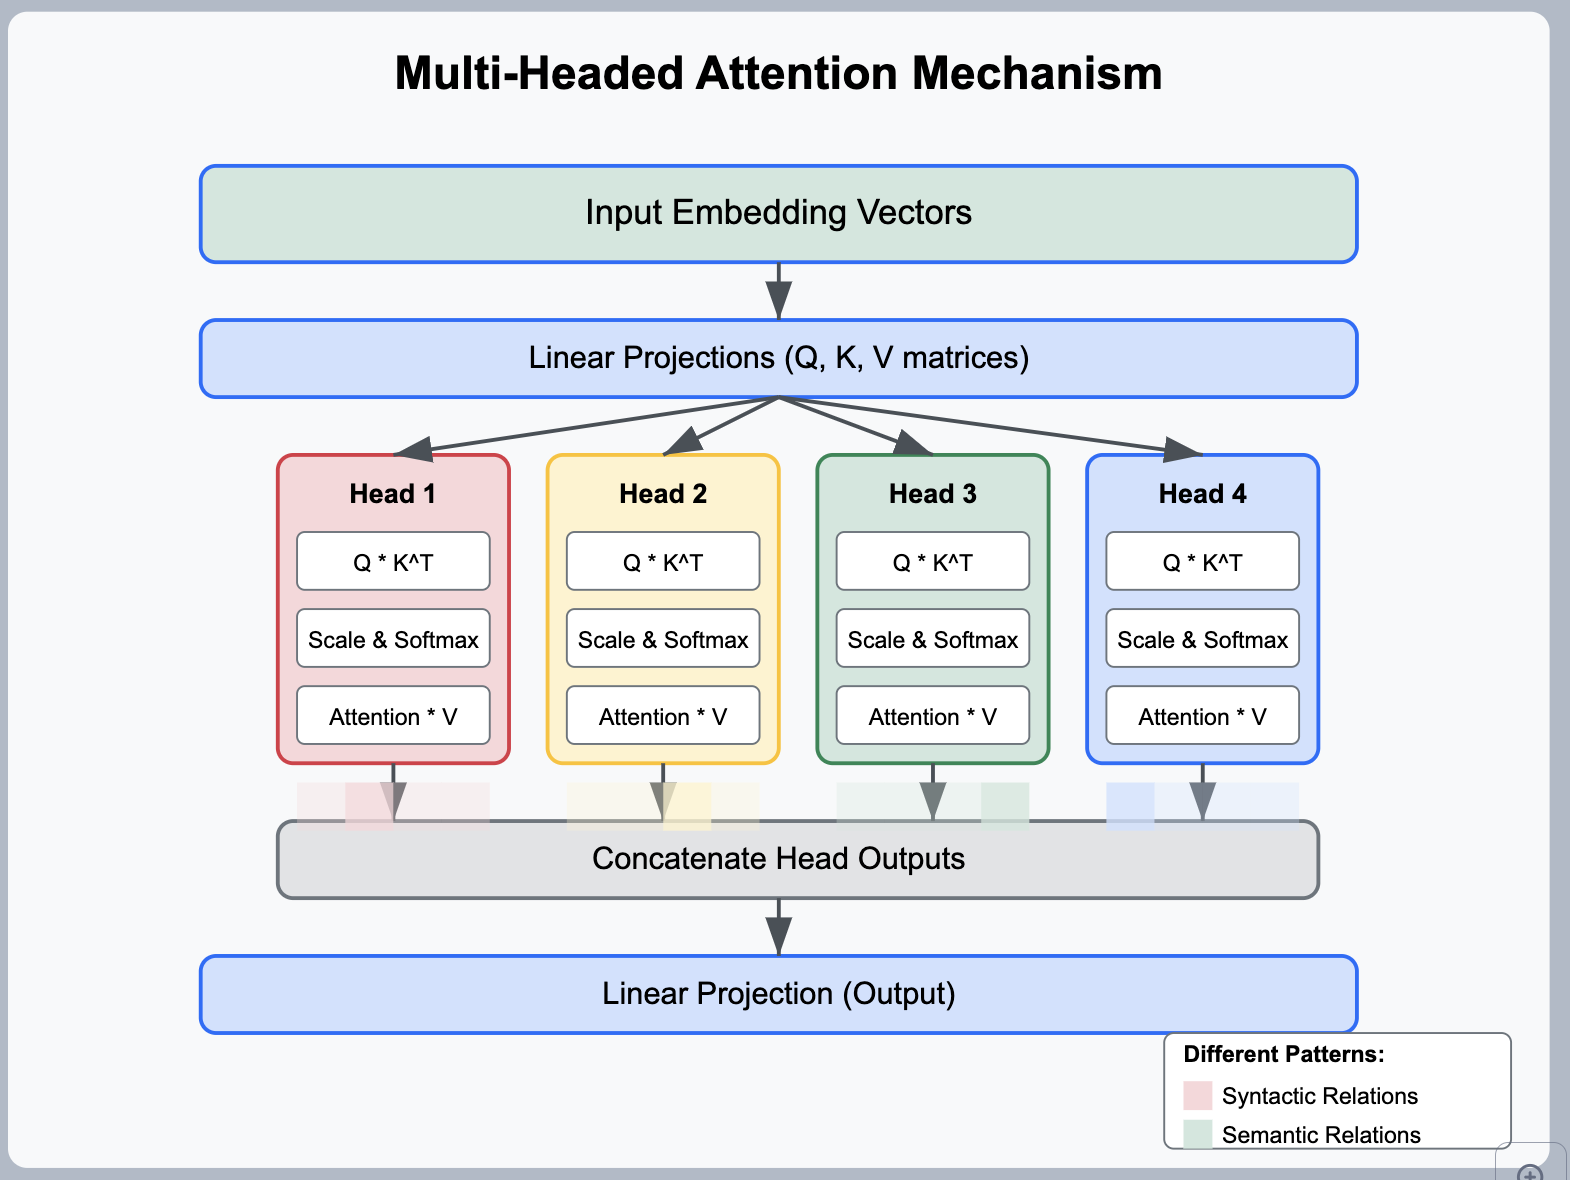 Multi-Headed Attention Mechanism
Input Embedding Vectors
Linear Projections (Q, K, V matrices)
Head 1
Q * K^T
Scale & Softmax
Attention * V
Head 2
Q * K^T
Scale & Softmax
Attention * V
Head 3
Q * K^T
Scale & Softmax
Attention * V
Head 4
Q * K^T
Scale & Softmax
Attention * V
Concatenate Head Outputs
Linear Projection (Output)
Different Patterns:
Syntactic Relations
Semantic Relations